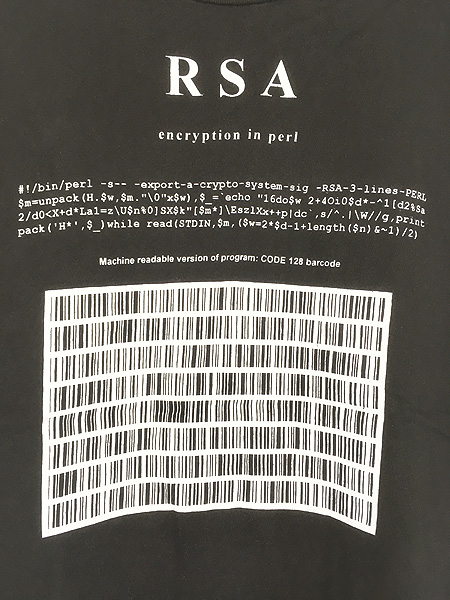 RSA
encryption in perl
#!/bin/perl -s-- -export-a-crypto-system-sig -RSA-3-lines-PERL
$m=unpack(H.$w,$m."\0"x$w),$_=`echo "16do$w 2+4Oi0$d*-^1[d2%Sa
2/d0<X+d*La1=z\U$n%0]SX$k"[$m*]\EszlXx++p|dc`,s/^.|\W//g,print
pack('H*',$_)while read(STDIN,$m,($w=2*$d-1+length($n)&~1)/2)
Machine readable version of program: CODE 128 barcode